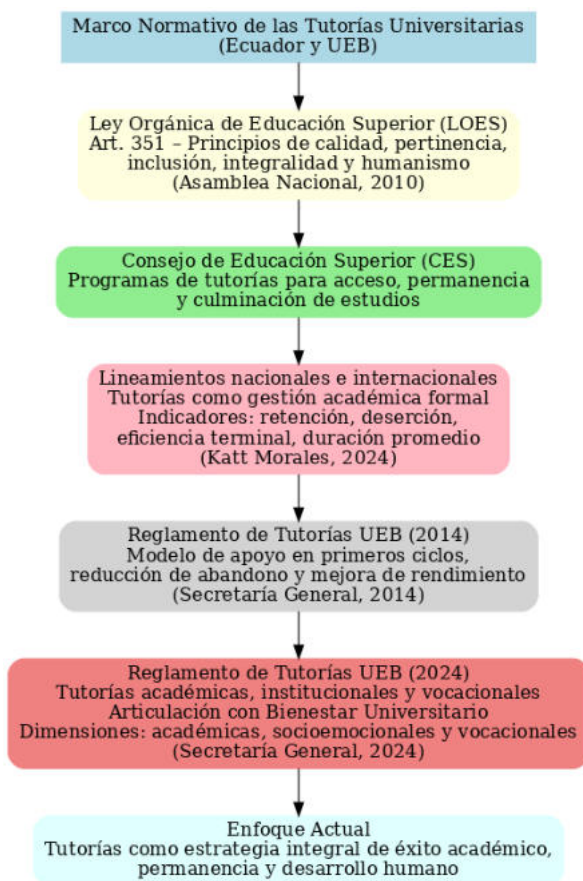 Marco Normativo de las Tutorías Universitarias
(Ecuador y UEB)
Ley Orgánica de Educación Superior (LOES)
Art. 351 – Principios de calidad, pertinencia,
inclusión, integralidad y humanismo
(Asamblea Nacional, 2010)
Consejo de Educación Superior (CES)
Programas de tutorías para acceso, permanencia
y culminación de estudios
Lineamientos nacionales e internacionales
Tutorías como gestión académica formal
Indicadores: retención, deserción,
eficiencia terminal, duración promedio
(Katt Morales, 2024)
Reglamento de Tutorías UEB (2014)
Modelo de apoyo en primeros ciclos,
reducción de abandono y mejora de rendimiento
(Secretaría General, 2014)
Reglamento de Tutorías UEB (2024)
Tutorías académicas, institucionales y vocacionales
Articulación con Bienestar Universitario
Dimensiones: académicas, socioemocionales y vocacionales
(Secretaría General, 2024)
Enfoque Actual
Tutorías como estrategia integral de éxito académico,
permanencia y desarrollo humano